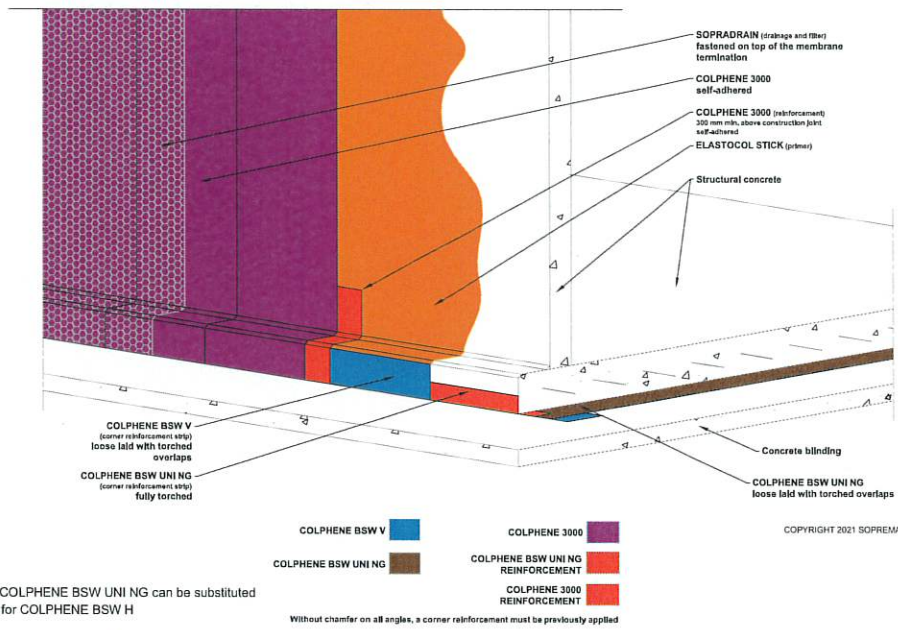 SOPRADRAIN (drainage and filter)
fastened on top of the membrane
termination
COLPHENE 3000
self-adhered
COLPHENE 3000 (reinforcement)
300 mm min. above construction joint
self-adhered
ELASTOCOL STICK (primer)
Structural concrete
COLPHENE BSW V
(corner reinforcement strip)
loose laid with torched
overlaps
COLPHENE BSW UNI NG
(corner reinforcement strip)
fully torched
Concrete blinding
COLPHENE BSW UNI NG
loose laid with torched overlaps
COLPHENE BSW V
COLPHENE BSW UNI NG
COLPHENE 3000
COLPHENE BSW UNI NG
REINFORCEMENT
COLPHENE 3000
REINFORCEMENT
COPYRIGHT 2021 SOPREMA
COLPHENE BSW UNI NG can be substituted
for COLPHENE BSW H
Without chamfer on all angles, a corner reinforcement must be previously applied